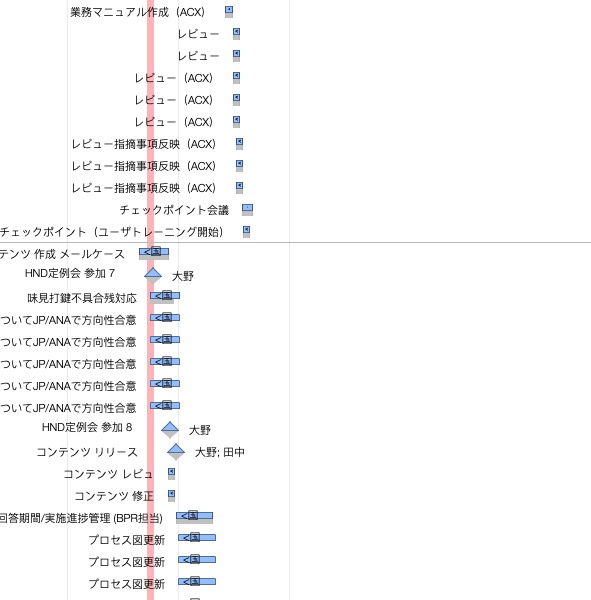 業務マニュアル作成 (ACX)
レビュー
レビュー
レビュー (ACX)
レビュー (ACX)
レビュー (ACX)
レビュー指摘事項反映 (ACX)
レビュー指摘事項反映 (ACX)
レビュー指摘事項反映 (ACX)
チェックポイント会議
チェックポイント (ユーザトレーニング開始)
テンツ 作成 メールケース
HND定例会 参加 7 大野
味見打鍵不具合残対応
ついてJP/ANAで方向性合意
ついてJP/ANAで方向性合意
ついてJP/ANAで方向性合意
ついてJP/ANAで方向性合意
ついてJP/ANAで方向性合意
HND定例会 参加 8 大野
コンテンツ リリース 大野; 田中
コンテンツ レビュ
コンテンツ 修正
回答期間/実施進捗管理 (BPR担当)
プロセス図更新
プロセス図更新
プロセス図更新